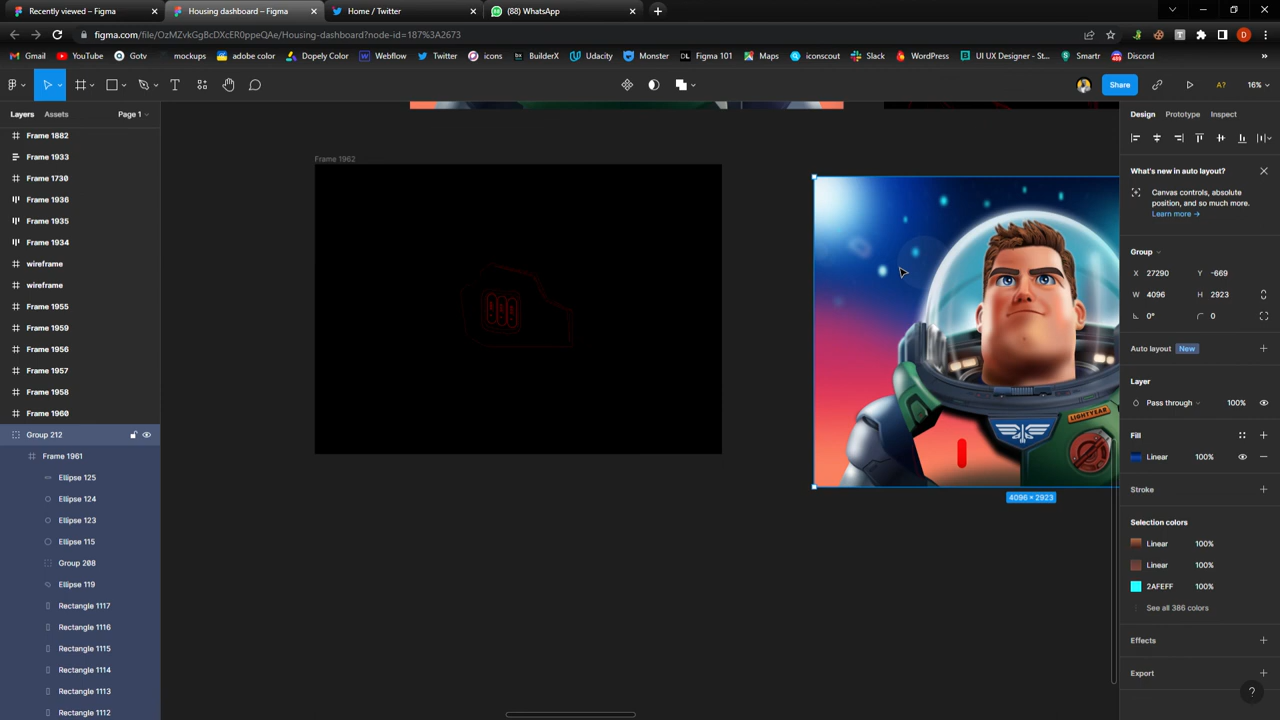 Recently viewed – Figma
Housing dashboard – Figma
Home / Twitter
(88) WhatsApp
figma.com/file/OzMZvkGgBcDXcER0ppeQAe/Housing-dashboard?node-id=187%3A2673
Gmail YouTube Gotv mockups adobe color Dopely Color Webflow Twitter icons BuilderX Udacity Monster Figma 101 Maps iconscout Slack WordPress UI UX Designer - St... Smartr Discord
Share
A?
16%
Layers Assets Page 1
Frame 1882
Frame 1933
Frame 1730
Frame 1936
Frame 1935
Frame 1934
wireframe
wireframe
Frame 1955
Frame 1959
Frame 1956
Frame 1957
Frame 1958
Frame 1960
Group 212
Frame 1961
Ellipse 125
Ellipse 124
Ellipse 123
Ellipse 115
Group 208
Ellipse 119
Rectangle 1117
Rectangle 1116
Rectangle 1115
Rectangle 1114
Rectangle 1113
Rectangle 1112
Frame 1962
LIGHTYEAR
4096 × 2923
Design Prototype Inspect
What's new in auto layout?
Canvas controls, absolute
position, and so much more.
Learn more →
Group
X 27290 Y -669
W 4096 H 2923
0° 0
Auto layout New
Layer
Pass through 100%
Fill
Linear 100%
Stroke
Selection colors
Linear 100%
Linear 100%
2AFEFF 100%
See all 386 colors
Effects
Export
?